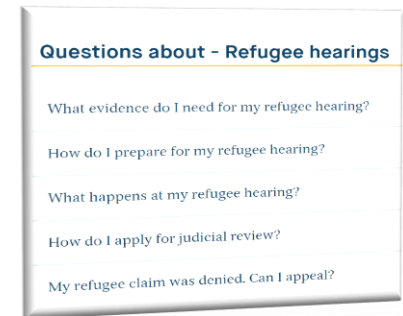 Questions about - Refugee hearings
What evidence do I need for my refugee hearing?
How do I prepare for my refugee hearing?
What happens at my refugee hearing?
How do I apply for judicial review?
My refugee claim was denied. Can I appeal?